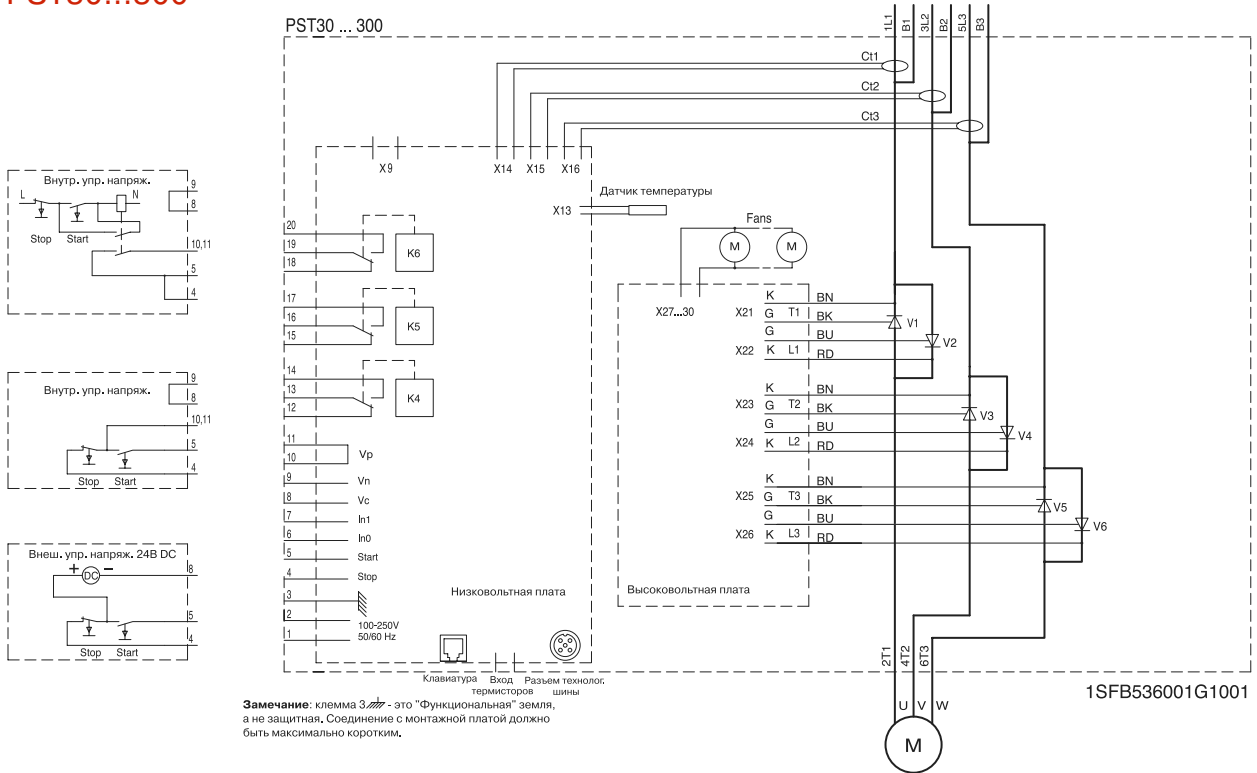 PST30 ... 300
1L1
B1
3L2
B2
5L3
B3
Ct1
Ct2
Ct3
X9
X14
X15
X16
X13
Датчик температуры
Внутр. упр. напряж.
L
N
Stop
Start
9
8
10,11
5
4
Внутр. упр. напряж.
9
8
10,11
5
4
Stop
Start
Внеш. упр. напряж. 24В DC
+
DC
–
8
5
4
Stop
Start
20
19
18
K6
17
16
15
K5
14
13
12
K4
11
10
Vp
9
Vn
8
Vc
7
In1
6
In0
5
Start
4
Stop
3
2
1
100-250V
50/60 Hz
Низковольтная плата
Клавиатура
Вход
термисторов
Разъем технолог.
шины
Fans
M
M
X27...30
X21
K
BN
G
T1
BK
G
BU
X22
K
L1
RD
X23
K
BN
G
T2
BK
G
BU
X24
K
L2
RD
X25
K
BN
G
T3
BK
G
BU
X26
K
L3
RD
Высоковольтная плата
V1
V2
V3
V4
V5
V6
2T1
4T2
6T3
U
V
W
M
1SFB536001G1001
Замечание: клемма 3 - это "Функциональная" земля,
а не защитная. Соединение с монтажной платой должно
быть максимально коротким.